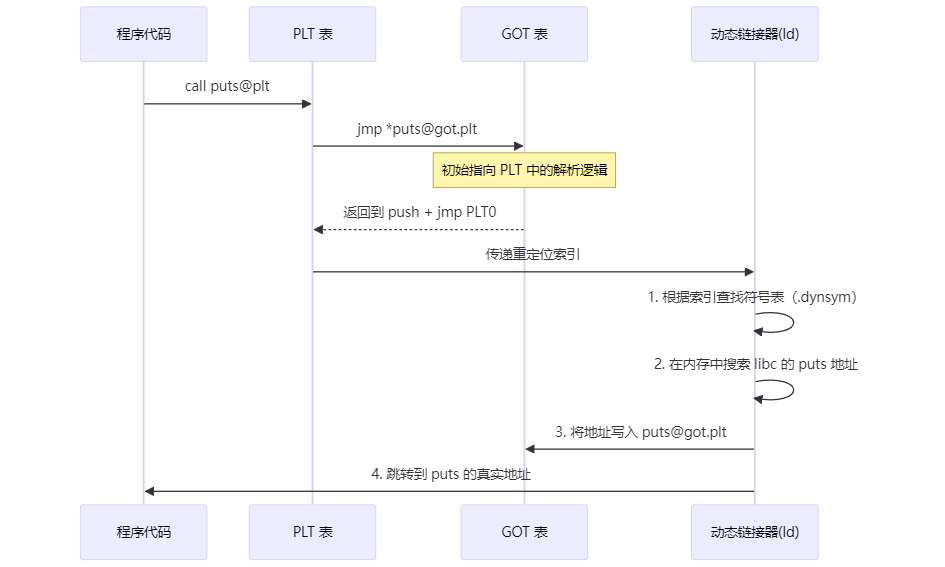 程序代码
PLT 表
GOT 表
动态链接器(ld)
call puts@plt
jmp *puts@got.plt
初始指向 PLT 中的解析逻辑
返回到 push + jmp PLT0
传递重定位索引
1. 根据索引查找符号表（.dynsym）
2. 在内存中搜索 libc 的 puts 地址
3. 将地址写入 puts@got.plt
4. 跳转到 puts 的真实地址
程序代码
PLT 表
GOT 表
动态链接器(ld)